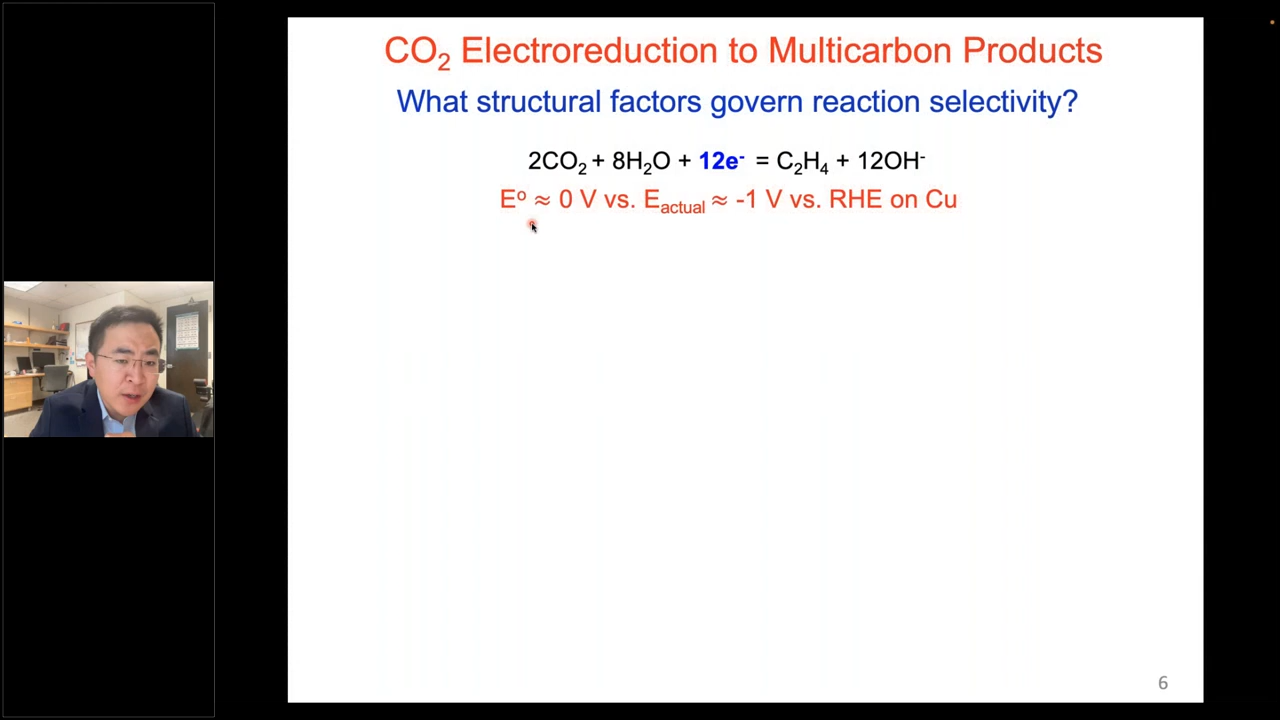 CO₂ Electroreduction to Multicarbon Products
What structural factors govern reaction selectivity?
2CO₂ + 8H₂O + 12e⁻ = C₂H₄ + 12OH⁻
Eº ≈ 0 V vs. E_actual ≈ -1 V vs. RHE on Cu
6